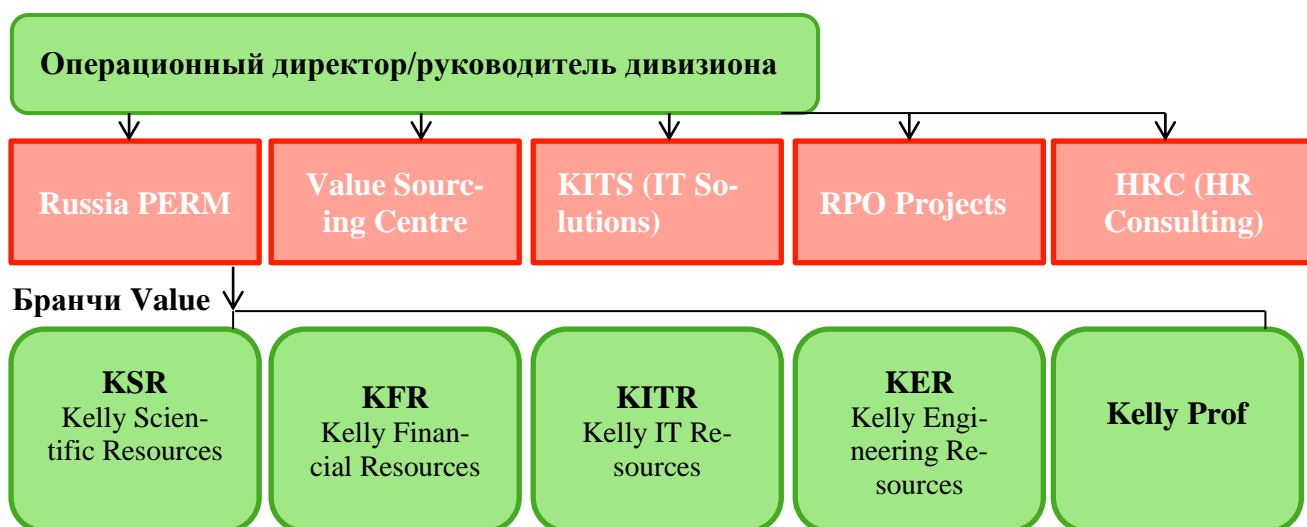 Операционный директор/руководитель дивизиона
Russia PERM
Value Sourc-
ing Centre
KITS (IT So-
lutions)
RPO Projects
HRC (HR
Consulting)
Бранчи Value
KSR
Kelly Scien-
tific Resources
KFR
Kelly Finan-
cial Resources
KITR
Kelly IT Re-
sources
KER
Kelly Engi-
neering Re-
sources
Kelly Prof